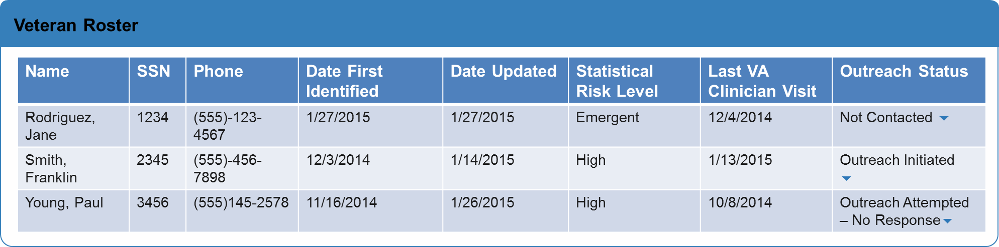 Veteran Roster
Name SSN Phone Date First Identified Date Updated Statistical Risk Level Last VA Clinician Visit Outreach Status
Rodriguez, Jane 1234 (555)-123-4567 1/27/2015 1/27/2015 Emergent 12/4/2014 Not Contacted
Smith, Franklin 2345 (555)-456-7898 12/3/2014 1/14/2015 High 1/13/2015 Outreach Initiated
Young, Paul 3456 (555)145-2578 11/16/2014 1/26/2015 High 10/8/2014 Outreach Attempted – No Response